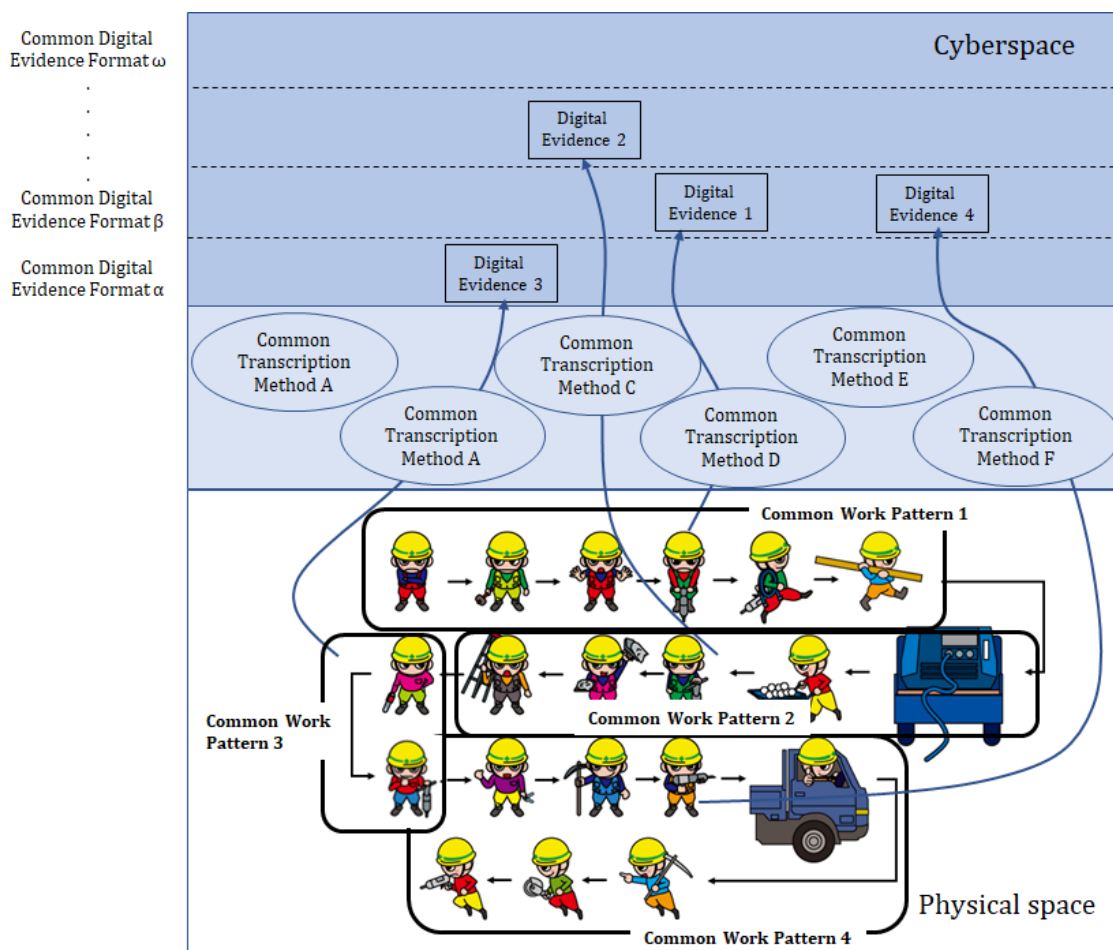 Common Digital
Evidence Format ω
.
.
.
.
.
Common Digital
Evidence Format β
Common Digital
Evidence Format α
Cyberspace
Digital
Evidence 2
Digital
Evidence 1
Digital
Evidence 4
Digital
Evidence 3
Common
Transcription
Method A
Common
Transcription
Method C
Common
Transcription
Method E
Common
Transcription
Method A
Common
Transcription
Method D
Common
Transcription
Method F
Common Work Pattern 1
Common Work Pattern 2
Common Work
Pattern 3
Physical space
Common Work Pattern 4